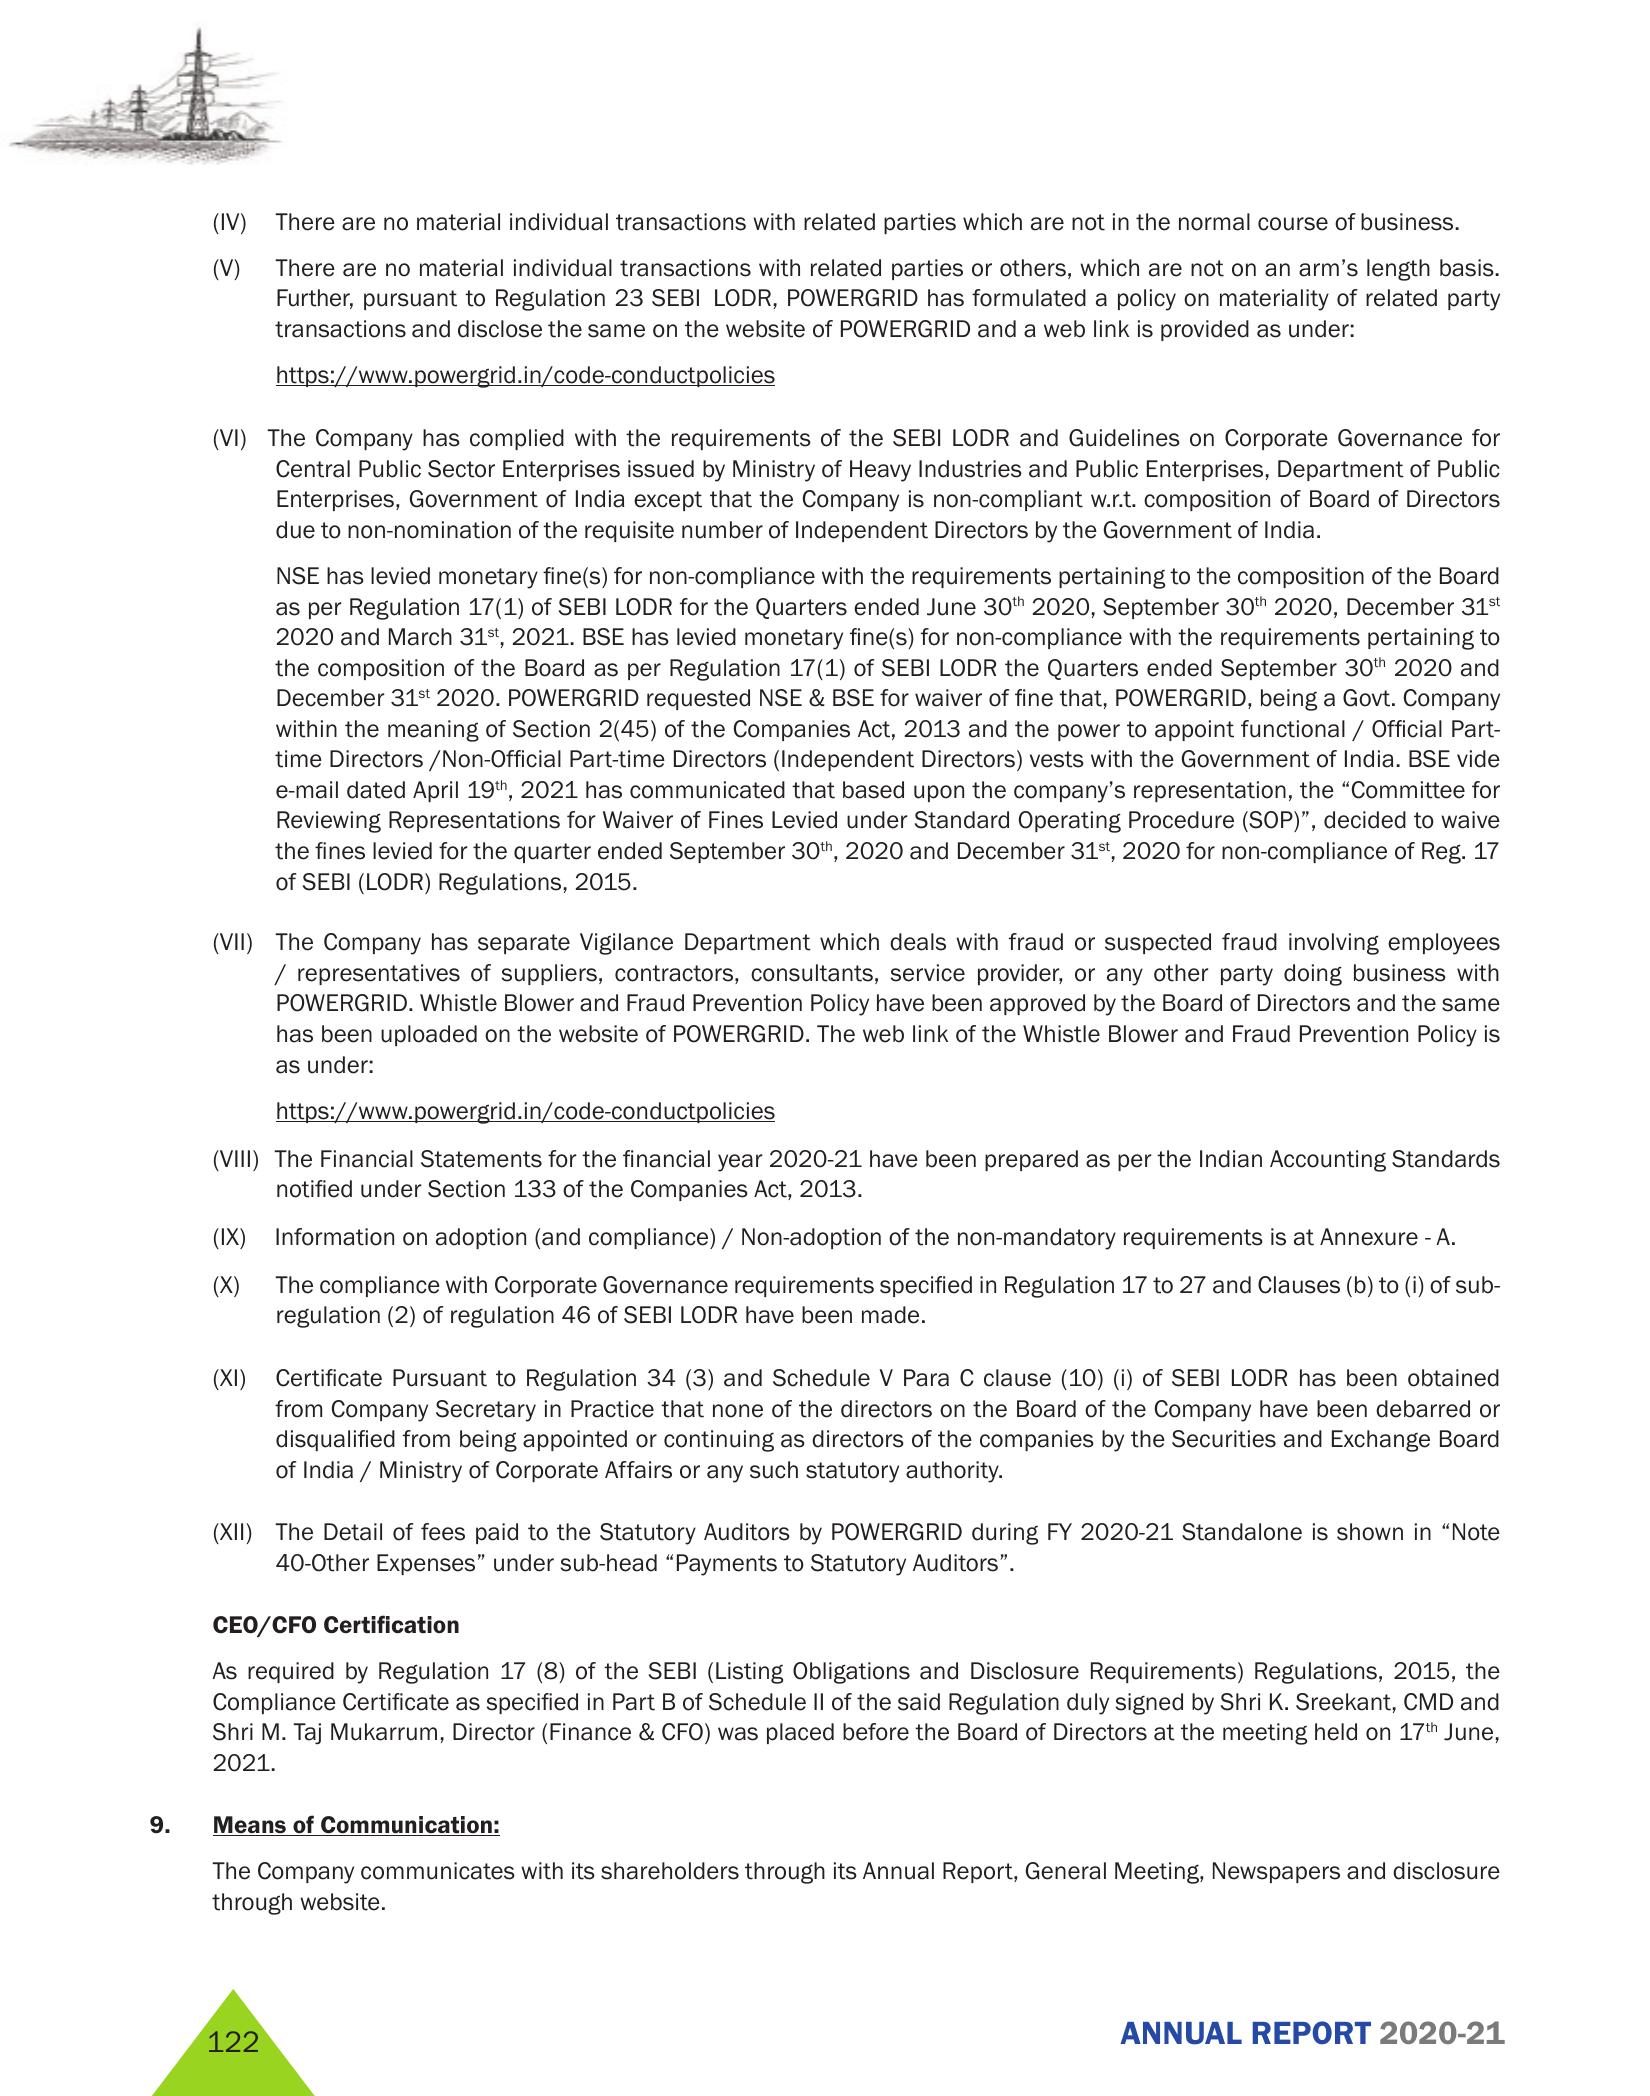 (IV) There are no material individual transactions with related parties which are not in the normal course of business.
(V) There are no material individual transactions with related parties or others, which are not on an arm’s length basis.
Further, pursuant to Regulation 23 SEBI LODR, POWERGRID has formulated a policy on materiality of related party
transactions and disclose the same on the website of POWERGRID and a web link is provided as under:
https://www.powergrid.in/code-conductpolicies
(VI) The Company has complied with the requirements of the SEBI LODR and Guidelines on Corporate Governance for
Central Public Sector Enterprises issued by Ministry of Heavy Industries and Public Enterprises, Department of Public
Enterprises, Government of India except that the Company is non-compliant w.r.t. composition of Board of Directors
due to non-nomination of the requisite number of Independent Directors by the Government of India.
NSE has levied monetary fine(s) for non-compliance with the requirements pertaining to the composition of the Board
as per Regulation 17(1) of SEBI LODR for the Quarters ended June 30th 2020, September 30th 2020, December 31st
2020 and March 31st, 2021. BSE has levied monetary fine(s) for non-compliance with the requirements pertaining to
the composition of the Board as per Regulation 17(1) of SEBI LODR the Quarters ended September 30th 2020 and
December 31st 2020. POWERGRID requested NSE & BSE for waiver of fine that, POWERGRID, being a Govt. Company
within the meaning of Section 2(45) of the Companies Act, 2013 and the power to appoint functional / Official Part-
time Directors /Non-Official Part-time Directors (Independent Directors) vests with the Government of India. BSE vide
e-mail dated April 19th, 2021 has communicated that based upon the company’s representation, the “Committee for
Reviewing Representations for Waiver of Fines Levied under Standard Operating Procedure (SOP)”, decided to waive
the fines levied for the quarter ended September 30th, 2020 and December 31st, 2020 for non-compliance of Reg. 17
of SEBI (LODR) Regulations, 2015.
(VII) The Company has separate Vigilance Department which deals with fraud or suspected fraud involving employees
/ representatives of suppliers, contractors, consultants, service provider, or any other party doing business with
POWERGRID. Whistle Blower and Fraud Prevention Policy have been approved by the Board of Directors and the same
has been uploaded on the website of POWERGRID. The web link of the Whistle Blower and Fraud Prevention Policy is
as under:
https://www.powergrid.in/code-conductpolicies
(VIII) The Financial Statements for the financial year 2020-21 have been prepared as per the Indian Accounting Standards
notified under Section 133 of the Companies Act, 2013.
(IX) Information on adoption (and compliance) / Non-adoption of the non-mandatory requirements is at Annexure - A.
(X) The compliance with Corporate Governance requirements specified in Regulation 17 to 27 and Clauses (b) to (i) of sub-
regulation (2) of regulation 46 of SEBI LODR have been made.
(XI) Certificate Pursuant to Regulation 34 (3) and Schedule V Para C clause (10) (i) of SEBI LODR has been obtained
from Company Secretary in Practice that none of the directors on the Board of the Company have been debarred or
disqualified from being appointed or continuing as directors of the companies by the Securities and Exchange Board
of India / Ministry of Corporate Affairs or any such statutory authority.
(XII) The Detail of fees paid to the Statutory Auditors by POWERGRID during FY 2020-21 Standalone is shown in “Note
40-Other Expenses” under sub-head “Payments to Statutory Auditors”.
CEO/CFO Certification
As required by Regulation 17 (8) of the SEBI (Listing Obligations and Disclosure Requirements) Regulations, 2015, the
Compliance Certificate as specified in Part B of Schedule II of the said Regulation duly signed by Shri K. Sreekant, CMD and
Shri M. Taj Mukarrum, Director (Finance & CFO) was placed before the Board of Directors at the meeting held on 17th June,
2021.
9. Means of Communication:
The Company communicates with its shareholders through its Annual Report, General Meeting, Newspapers and disclosure
through website.
122
ANNUAL REPORT 2020-21